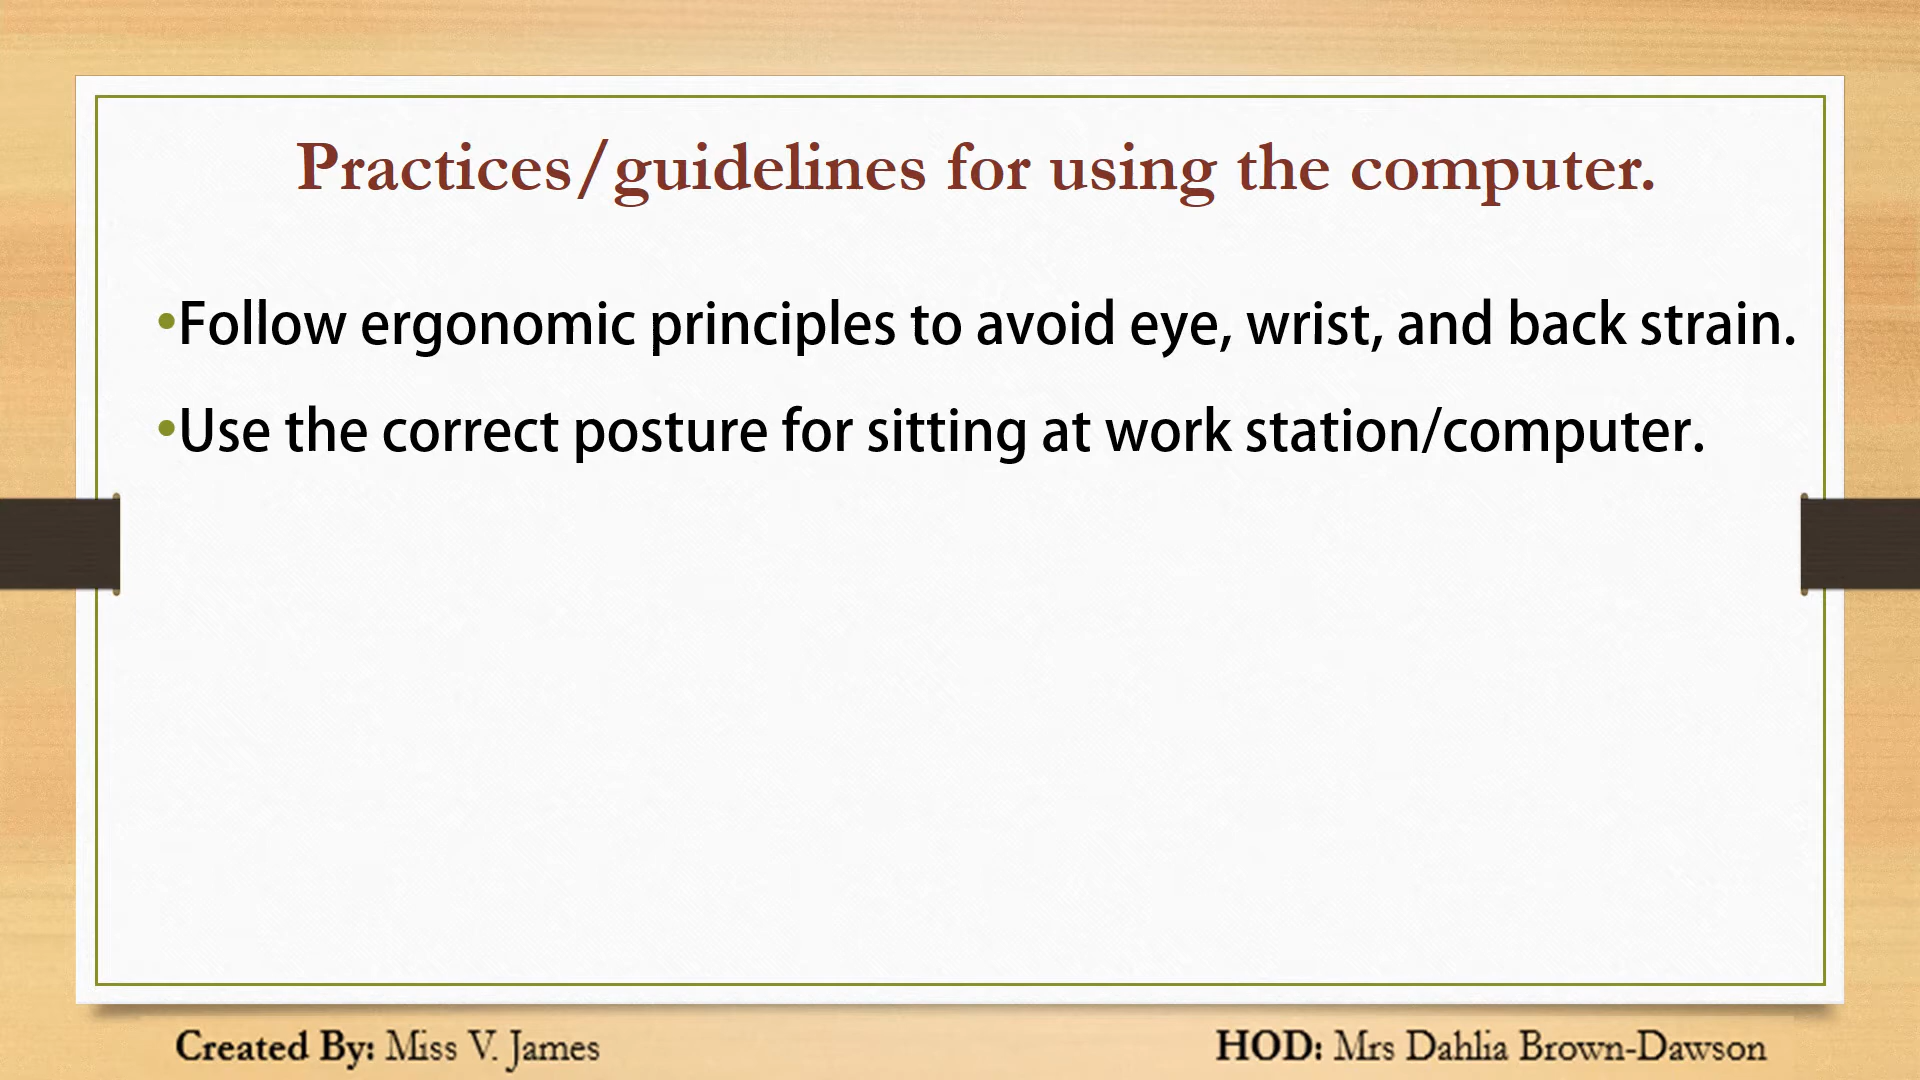 Practices/guidelines for using the computer.
•Follow ergonomic principles to avoid eye, wrist, and back strain.
•Use the correct posture for sitting at work station/computer.
Created By: Miss V. James
HOD: Mrs Dahlia Brown-Dawson